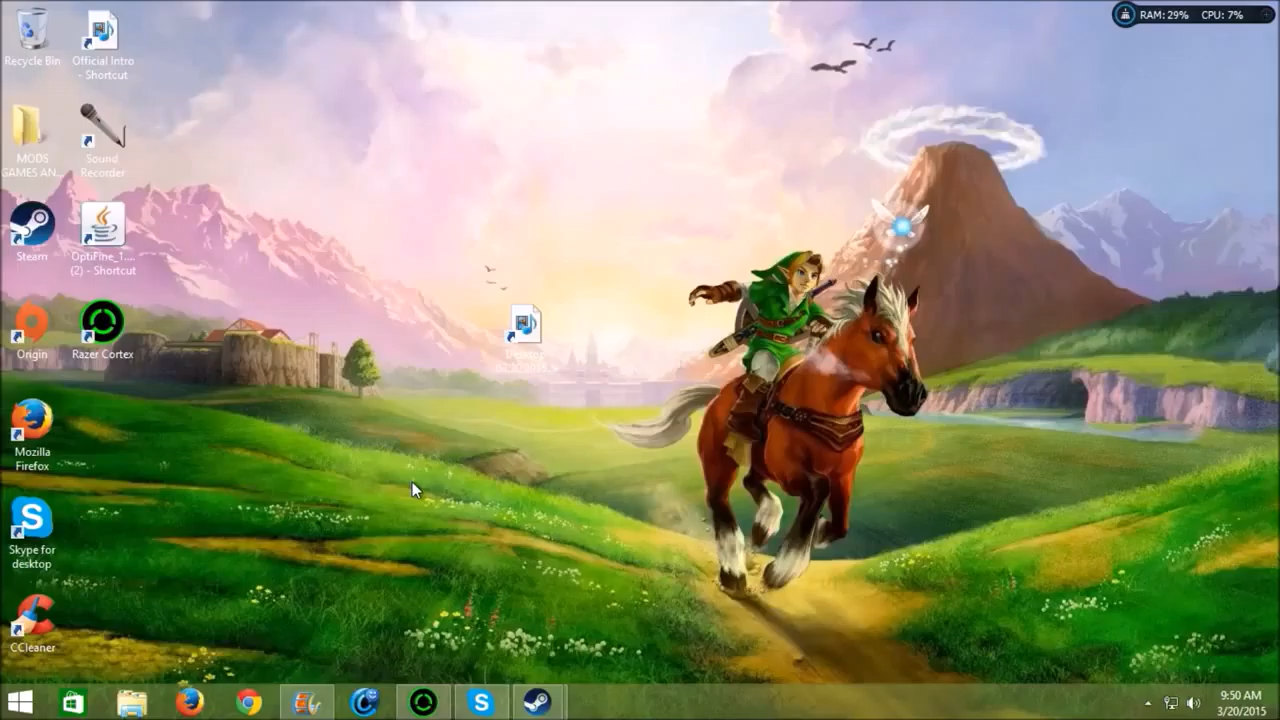 RAM: 29% CPU: 7%
Recycle Bin
Official Intro
- Shortcut
MODS
GAMES AN...
Sound
Recorder
Steam
OptiFine_1....
(2) - Shortcut
Origin
Razer Cortex
Desktop
Mozilla
Firefox
Skype for
desktop
CCleaner
9:50 AM
3/20/2015